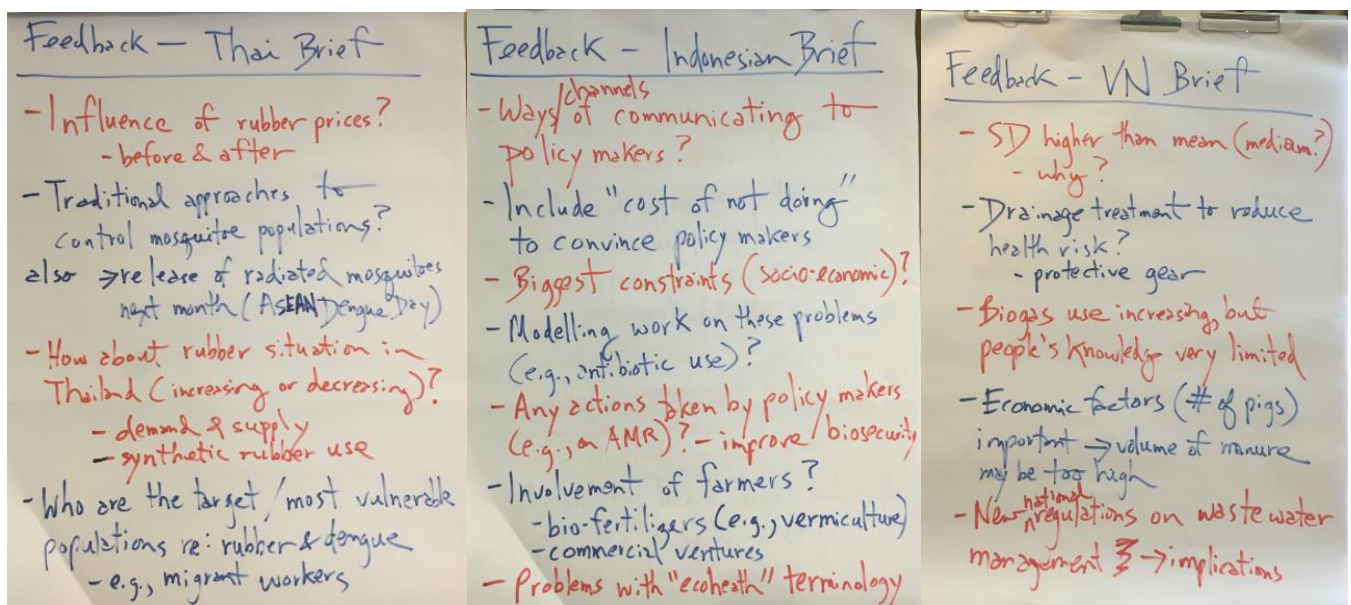 Feedback — Thai Brief
- Influence of rubber prices?
- before & after
- Traditional approaches to
control mosquitoe populations?
also → release of radiated mosquitoes
next month (ASEAN Dengue Day)
- How about rubber situation in
Thailand (increasing or decreasing)?
- demand & supply
- synthetic rubber use
- Who are the target / most vulnerable
populations re: rubber & dengue
- e.g., migrant workers
Feedback - Indonesian Brief
- Ways/channels of communicating to
policy makers?
- Include "cost of not doing"
to convince policy makers
- Biggest constraints (socio-economic)?
- Modelling work on these problems
(e.g., antibiotic use)?
- Any actions taken by policy makers
(e.g., on AMR)? - improve biosecurity
- Involvement of farmers?
- bio-fertiligers (e.g., vermiculture)
- commercial ventures
- Problems with "ecoheath" terminology
Feedback - VN Brief
- SD higher than mean (median?)
- why?
- Drainage treatment to reduce
health risk?
- protective gear
- Biogas use increasing, but
people's knowledge very limited
- Economic factors (# of pigs)
important → volume of manure
may be too high
- New national regulations on waste water
management → implications